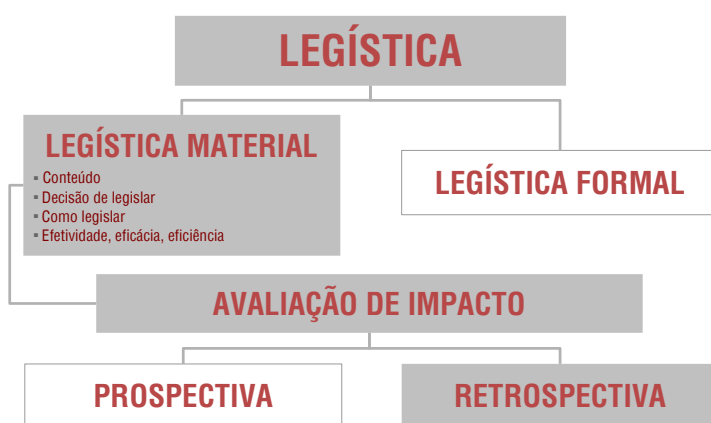 LEGÍSTICA
LEGÍSTICA MATERIAL
▪ Conteúdo
▪ Decisão de legislar
▪ Como legislar
▪ Efetividade, eficácia, eficiência
LEGÍSTICA FORMAL
AVALIAÇÃO DE IMPACTO
PROSPECTIVA
RETROSPECTIVA